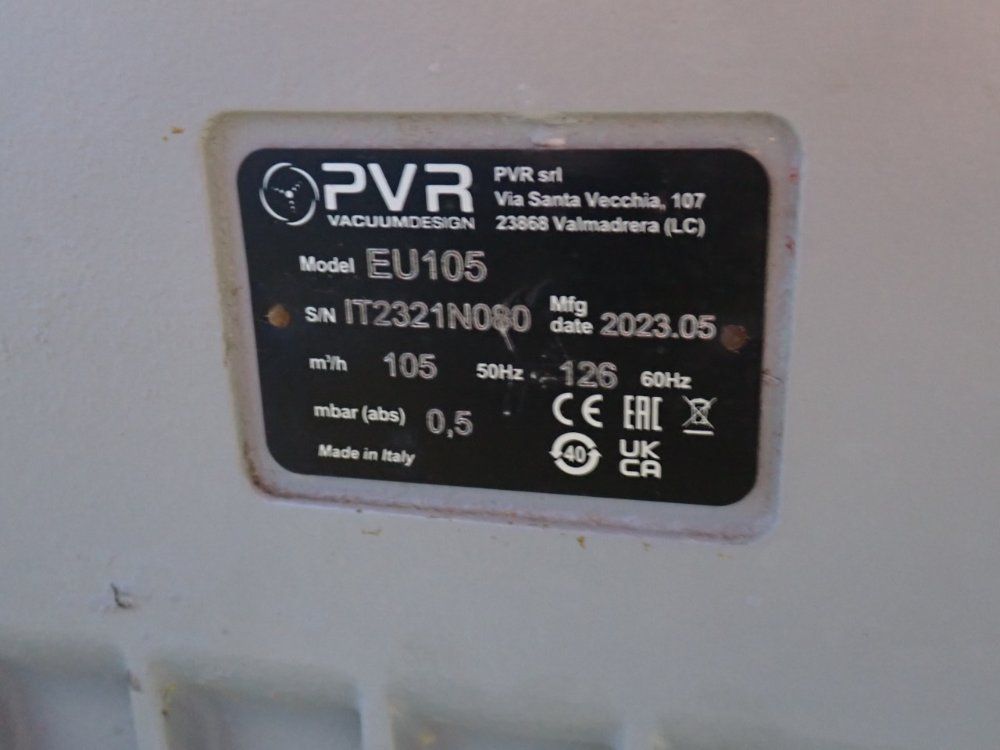 PVR
VACUUMDESIGN
PVR srl
Via Santa Vecchia, 107
23868 Valmadrera (LC)
Model EU105
S/N IT2321N080
Mfg date 2023.05
m³/h 105 50Hz 126 60Hz
mbar (abs) 0,5
Made in Italy
CE EAC
40 UK
CA